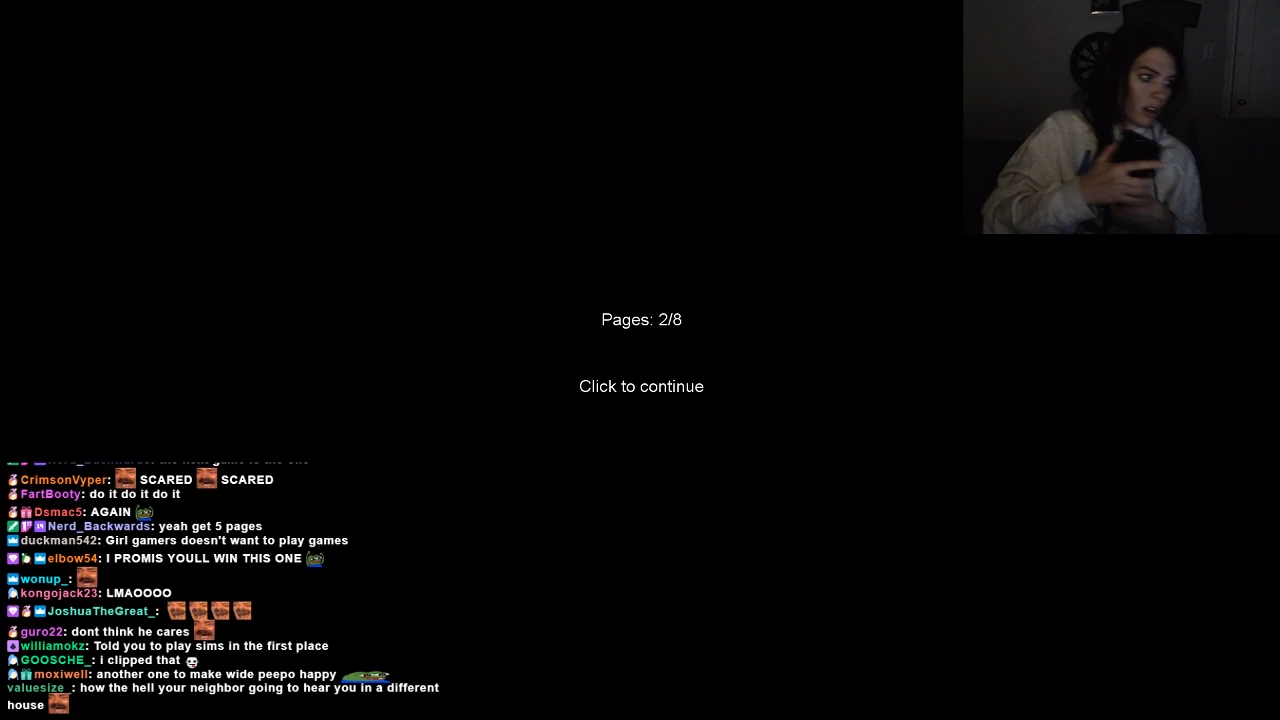 Pages: 2/8
Click to continue
CrimsonVyper: SCARED SCARED
FartBooty: do it do it do it
Dsmac5: AGAIN
Nerd_Backwards: yeah get 5 pages
duckman542: Girl gamers doesn't want to play games
elbow54: I PROMIS YOULL WIN THIS ONE
wonup_:
kongojack23: LMAOOOO
JoshuaTheGreat_:
guro22: dont think he cares
williamokz: Told you to play sims in the first place
GOOSCHE_: i clipped that
moxiwell: another one to make wide peepo happy
valuesize_: how the hell your neighbor going to hear you in a different
house